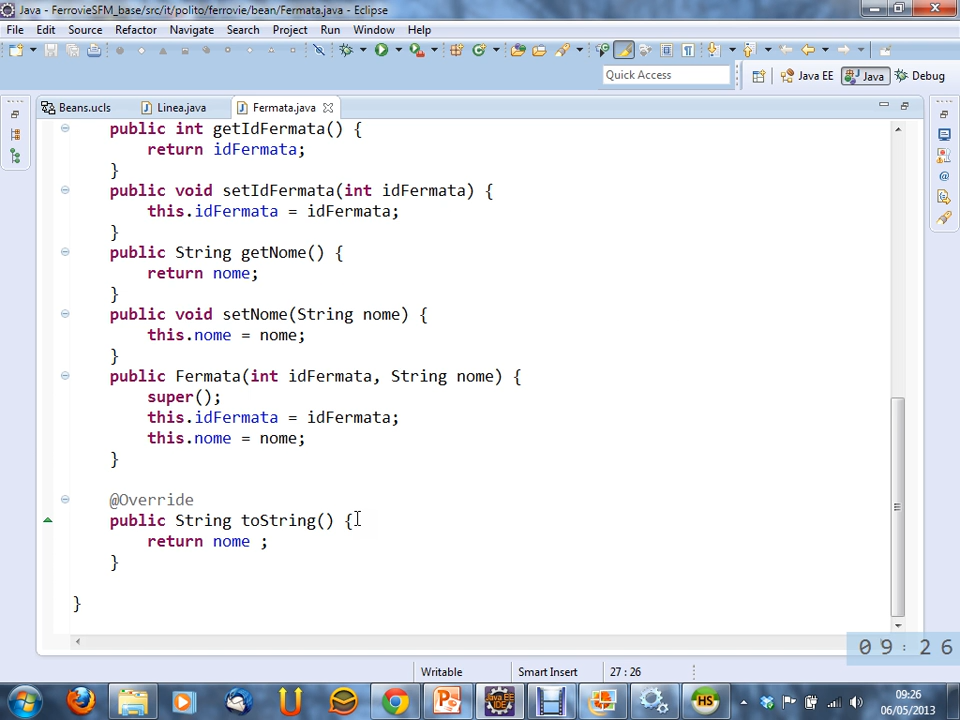 Java - FerrovieSFM_base/src/it/polito/ferrovie/bean/Fermata.java - Eclipse
File Edit Source Refactor Navigate Search Project Run Window Help
Quick Access
Java EE Java Debug
Beans.ucls Linea.java Fermata.java
public int getIdFermata() {
return idFermata;
}
public void setIdFermata(int idFermata) {
this.idFermata = idFermata;
}
public String getNome() {
return nome;
}
public void setNome(String nome) {
this.nome = nome;
}
public Fermata(int idFermata, String nome) {
super();
this.idFermata = idFermata;
this.nome = nome;
}
@Override
public String toString() {
return nome ;
}
}
09:26
Writable Smart Insert 27 : 26
Java EE IDE
HS
09:26
06/05/2013